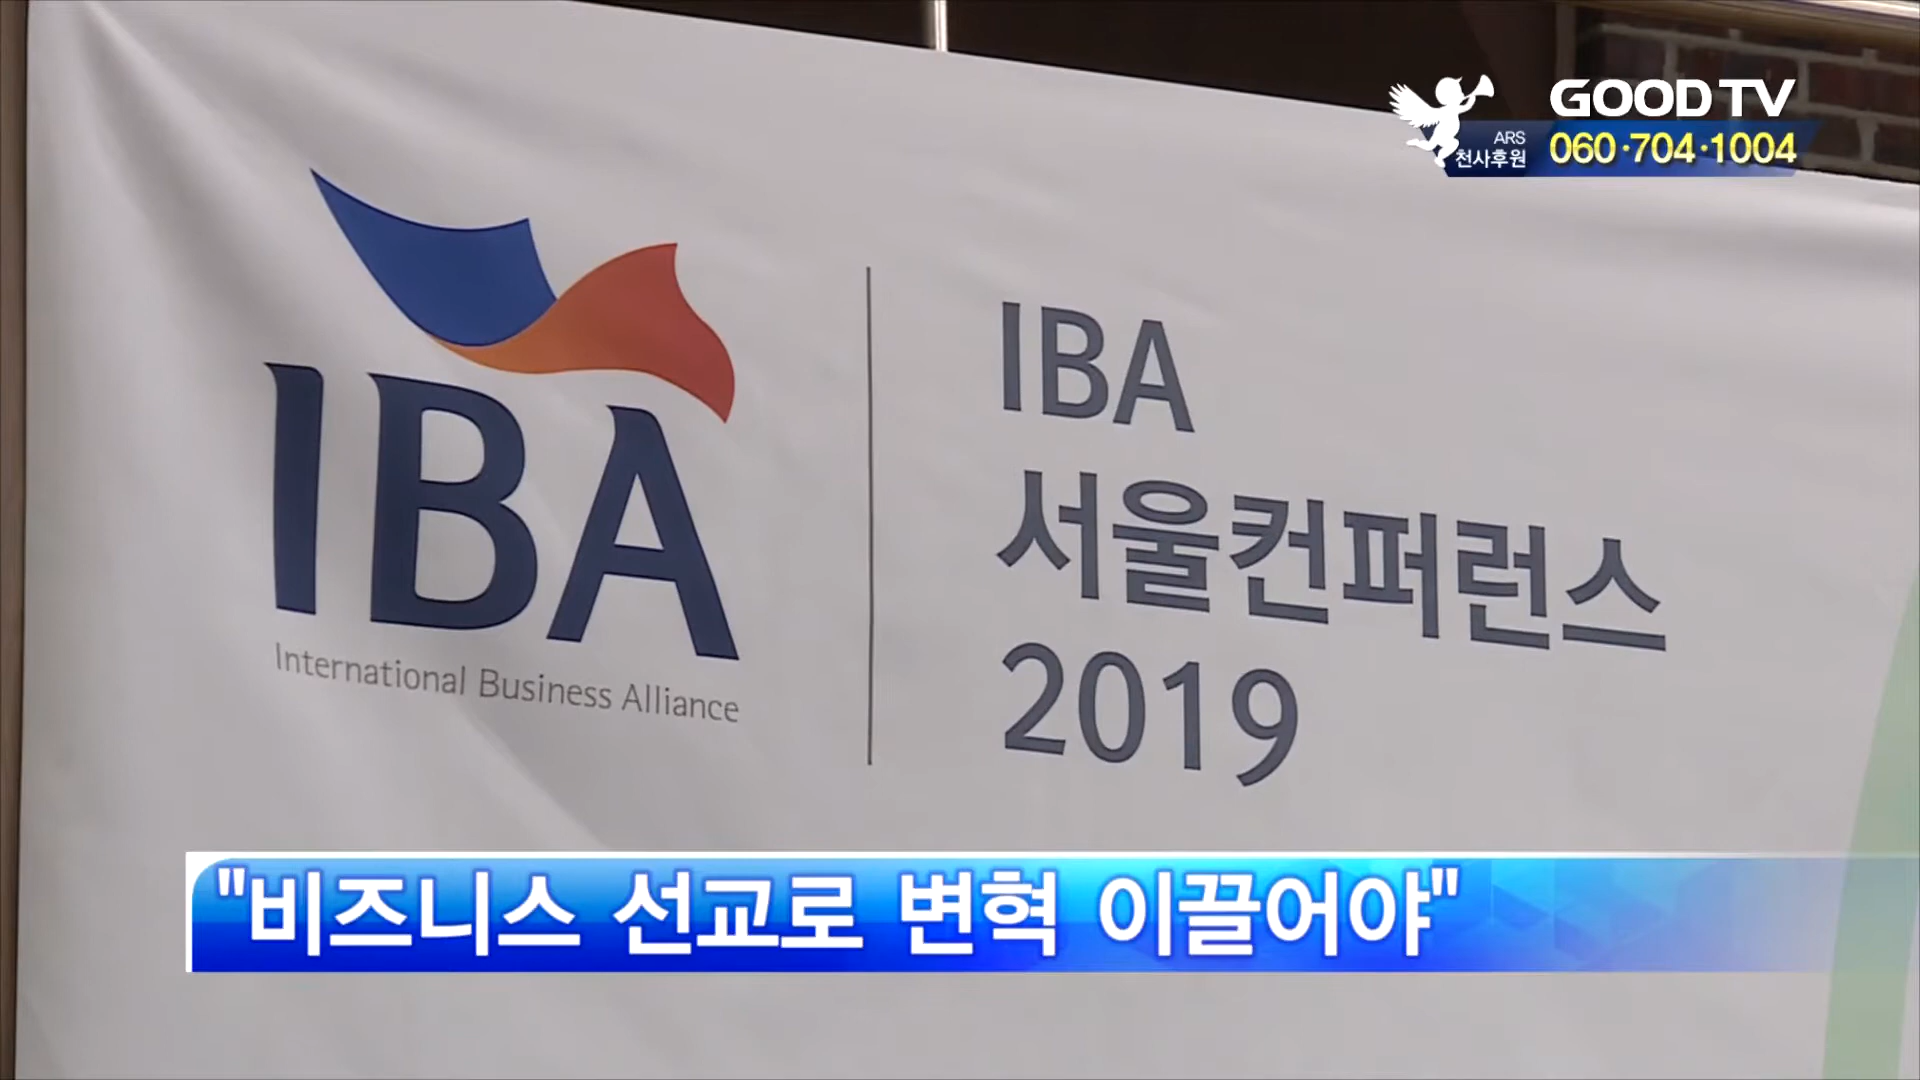 GOOD TV
ARS
천사후원 060·704·1004
IBA
International Business Alliance
IBA
서울컨퍼런스
2019
"비즈니스 선교로 변혁 이끌어야"